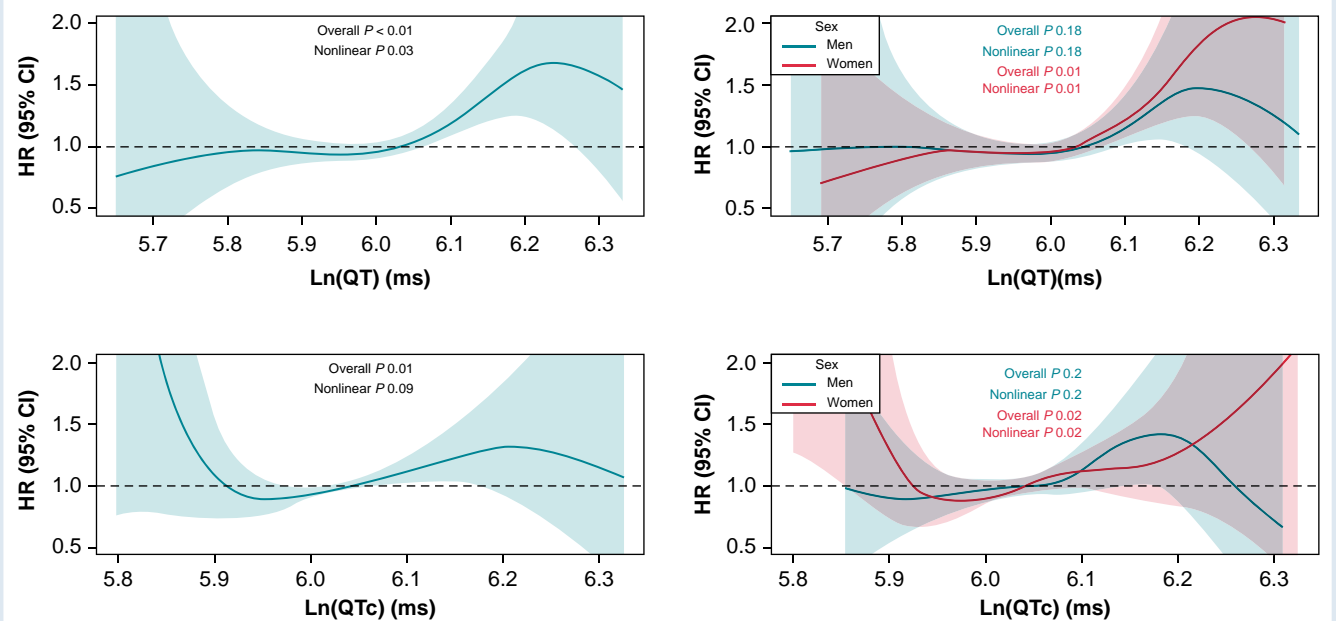 2.0
1.5
1.0
0.5
HR (95% CI)
Overall P < 0.01
Nonlinear P 0.03
5.7 5.8 5.9 6.0 6.1 6.2 6.3
Ln(QT) (ms)
2.0
1.5
1.0
0.5
HR (95% CI)
Sex
Men
Women
Overall P 0.18
Nonlinear P 0.18
Overall P 0.01
Nonlinear P 0.01
5.7 5.8 5.9 6.0 6.1 6.2 6.3
Ln(QT)(ms)
2.0
1.5
1.0
0.5
HR (95% CI)
Overall P 0.01
Nonlinear P 0.09
5.8 5.9 6.0 6.1 6.2 6.3
Ln(QTc) (ms)
2.0
1.5
1.0
0.5
HR (95% CI)
Sex
Men
Women
Overall P 0.2
Nonlinear P 0.2
Overall P 0.02
Nonlinear P 0.02
5.8 5.9 6.0 6.1 6.2 6.3
Ln(QTc) (ms)